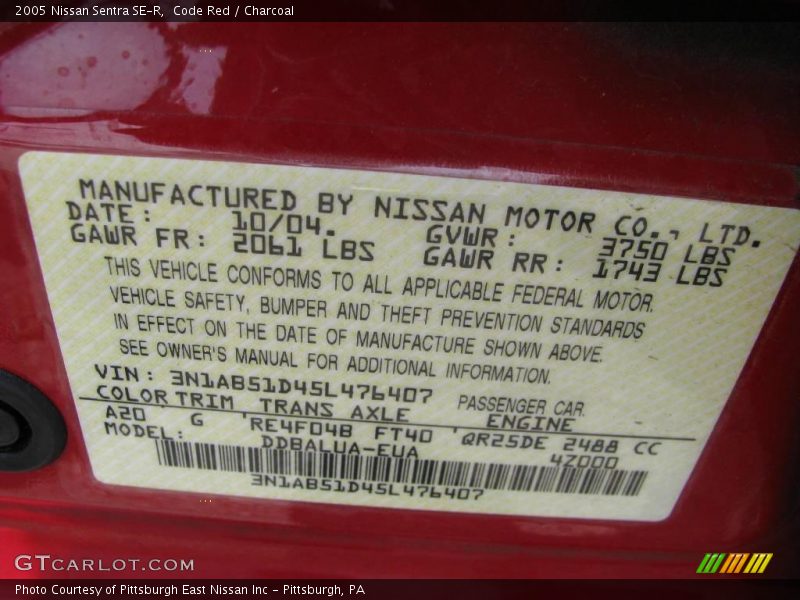 2005 Nissan Sentra SE-R, Code Red / Charcoal
MANUFACTURED BY NISSAN MOTOR CO., LTD.
DATE: 10/04. GVWR: 3750 LBS
GAWR FR: 2061 LBS GAWR RR: 1743 LBS
THIS VEHICLE CONFORMS TO ALL APPLICABLE FEDERAL MOTOR.
VEHICLE SAFETY, BUMPER AND THEFT PREVENTION STANDARDS
IN EFFECT ON THE DATE OF MANUFACTURE SHOWN ABOVE.
SEE OWNER'S MANUAL FOR ADDITIONAL INFORMATION.
VIN: 3N1AB51D45L476407 PASSENGER CAR.
COLOR TRIM TRANS AXLE ENGINE
A20 G RE4F04B FT40 QR25DE 2488 CC
MODEL: DDBALUA-EUA 4Z000
3N1AB51D45L476407
GTCARLOT.COM
Photo Courtesy of Pittsburgh East Nissan Inc - Pittsburgh, PA